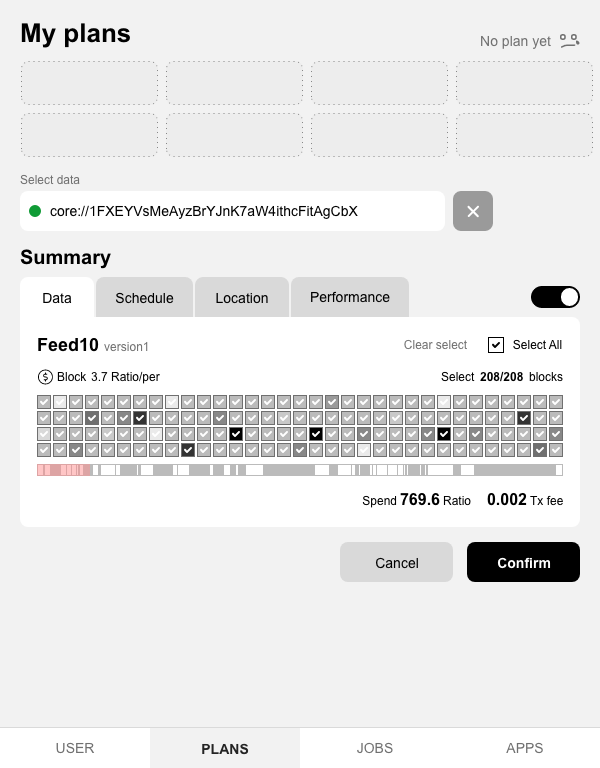 My plans
No plan yet
Select data
core://1FXEYVsMeAyzBrYJnK7aW4ithcFitAgCbX
Summary
Data Schedule Location Performance
Feed10 version1 Clear select Select All
$ Block 3.7 Ratio/per Select 208/208 blocks
Spend 769.6 Ratio 0.002 Tx fee
Cancel Confirm
USER PLANS JOBS APPS